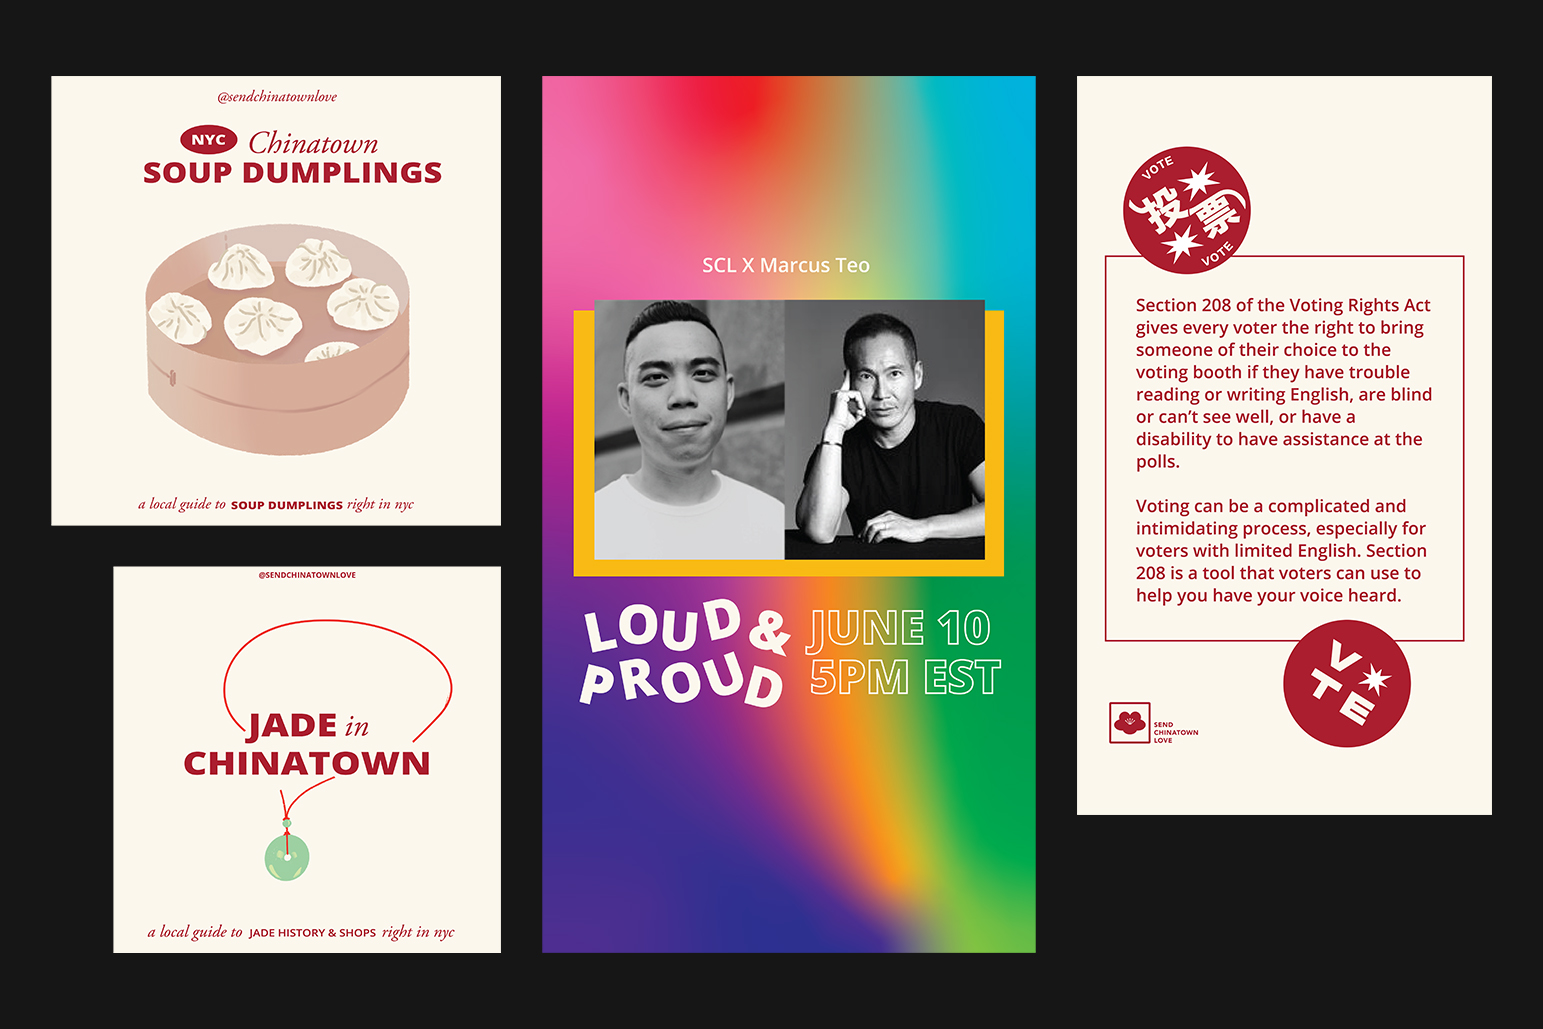 @sendchinatownlove
NYC Chinatown
SOUP DUMPLINGS
a local guide to SOUP DUMPLINGS right in nyc
@SENDCHINATOWNLOVE
JADE in
CHINATOWN
a local guide to JADE HISTORY & SHOPS right in nyc
SCL X Marcus Teo
LOUD &
PROUD
JUNE 10
5PM EST
VOTE
投票
VOTE
Section 208 of the Voting Rights Act
gives every voter the right to bring
someone of their choice to the
voting booth if they have trouble
reading or writing English, are blind
or can’t see well, or have a
disability to have assistance at the
polls.
Voting can be a complicated and
intimidating process, especially for
voters with limited English. Section
208 is a tool that voters can use to
help you have your voice heard.
V
TE
SEND
CHINATOWN
LOVE